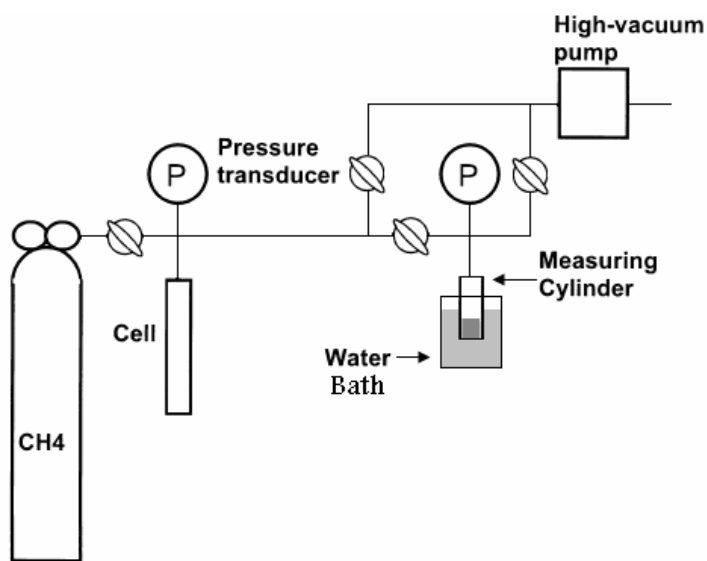 High-vacuum
pump
Pressure
transducer
P
P
Measuring
Cylinder
Cell
Water
Bath
CH4